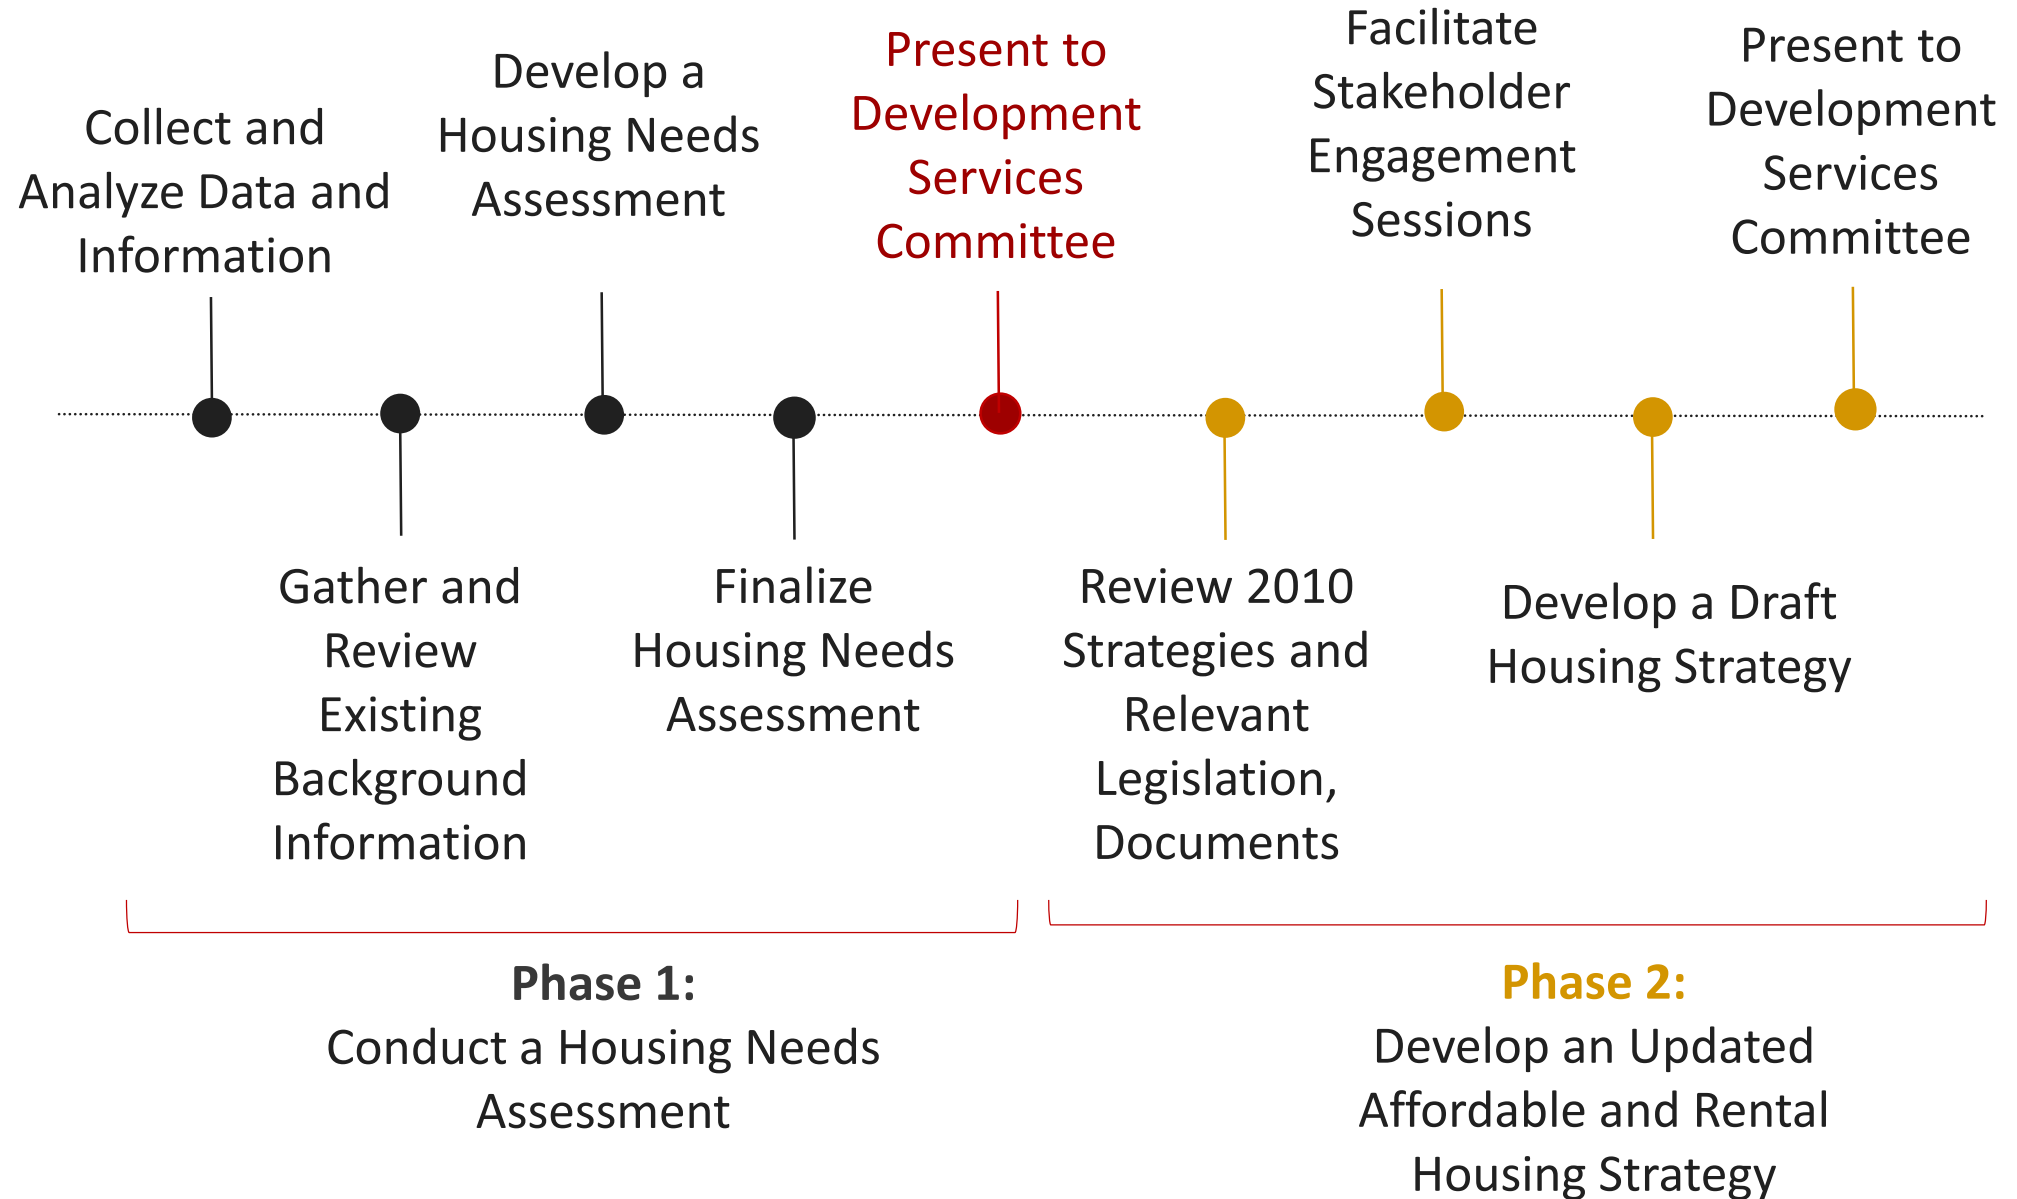 Collect and
Analyze Data and
Information
Develop a
Housing Needs
Assessment
Present to
Development
Services
Committee
Facilitate
Stakeholder
Engagement
Sessions
Present to
Development
Services
Committee
Gather and
Review
Existing
Background
Information
Finalize
Housing Needs
Assessment
Review 2010
Strategies and
Relevant
Legislation,
Documents
Develop a Draft
Housing Strategy
Phase 1:
Conduct a Housing Needs
Assessment
Phase 2:
Develop an Updated
Affordable and Rental
Housing Strategy